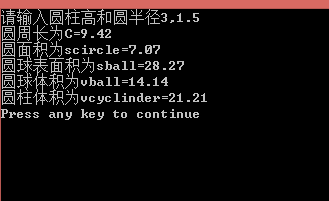 请输入圆柱高和圆半径3,1.5
圆周长为C=9.42
圆面积为scircle=7.07
圆球表面积为sball=28.27
圆球体积为vball=14.14
圆柱体积为vcyclinder=21.21
Press any key to continue